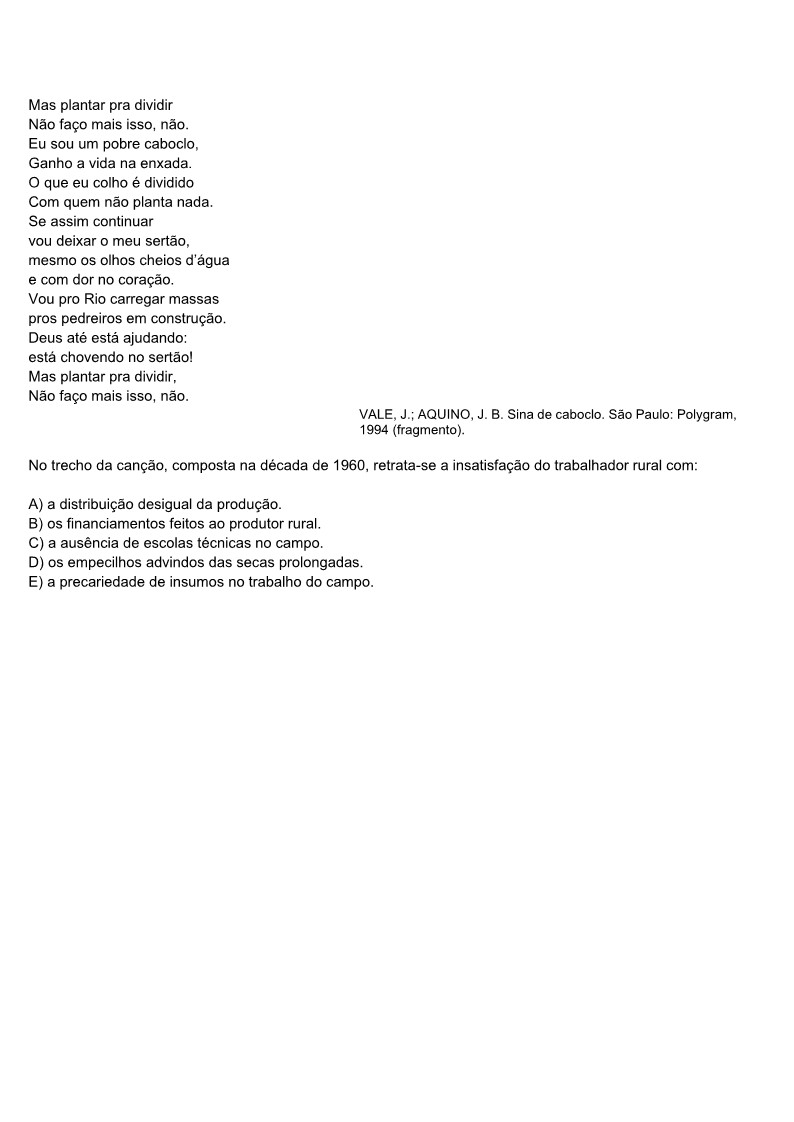 Mas plantar pra dividir
Não faço mais isso, não.
Eu sou um pobre caboclo,
Ganho a vida na enxada.
O que eu colho é dividido
Com quem não planta nada.
Se assim continuar
vou deixar o meu sertão,
mesmo os olhos cheios d'água
e com dor no coração.
Vou pro Rio carregar massas
pros pedreiros em construção.
Deus até está ajudando:
está chovendo no sertão!
Mas plantar pra dividir,
Não faço mais isso, não.
VALE, J.; AQUINO, J. B. Sina de caboclo. São Paulo: Polygram,
1994 (fragmento).
No trecho da canção, composta na década de 1960, retrata-se a insatisfação do trabalhador rural com:
A) a distribuição desigual da produção.
B) os financiamentos feitos ao produtor rural.
C) a ausência de escolas técnicas no campo.
D) os empecilhos advindos das secas prolongadas.
E) a precariedade de insumos no trabalho do campo.